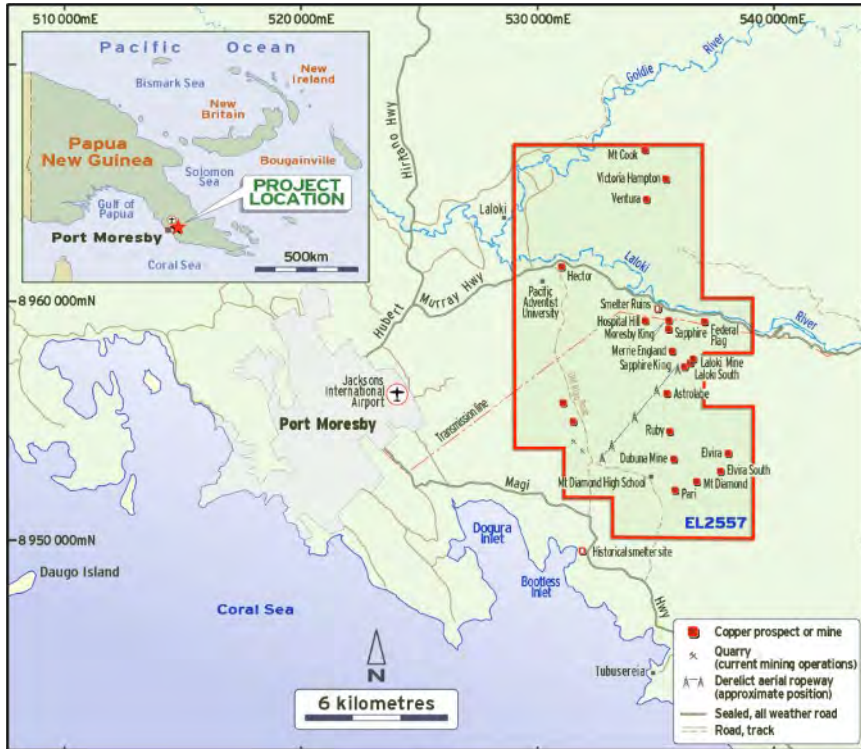 510 000mE
520 000mE
530 000mE
540 000mE
Pacific Ocean
Bismark Sea
New
Ireland
New
Britain
Papua
New Guinea
Bougainville
Solomon
Sea
PROJECT
LOCATION
Gulf of
Papua
Port Moresby
Coral Sea
500km
Hiritano Hwy
Goldie
River
Mt Cook
Victoria Hampton
Ventura
Laloki
Laloki
River
Hubert
Murray Hwy
Hector
Pacific
Adventist
University
8 960 000mN
Smelter Ruins
Hospital Hill
Moresby King
Sapphire
Federal
Flag
Merrie England
Sapphire King
Laloki Mine
Laloki South
Astrolabe
Jacksons
International
Airport
Port Moresby
Transmission line
Ruby
Dubuna Mine
Elvira
Elvira South
Mt Diamond High School
Mt Diamond
Pari
Magi
Hwy
EL2557
8 950 000mN
Dogura
Inlet
Bootless
Inlet
Historical smelter site
Daugo Island
Coral Sea
Tubusereia
N
6 kilometres
Copper prospect or mine
Quarry
(current mining operations)
Derelict aerial ropeway
(approximate position)
Sealed, all weather road
Road, track